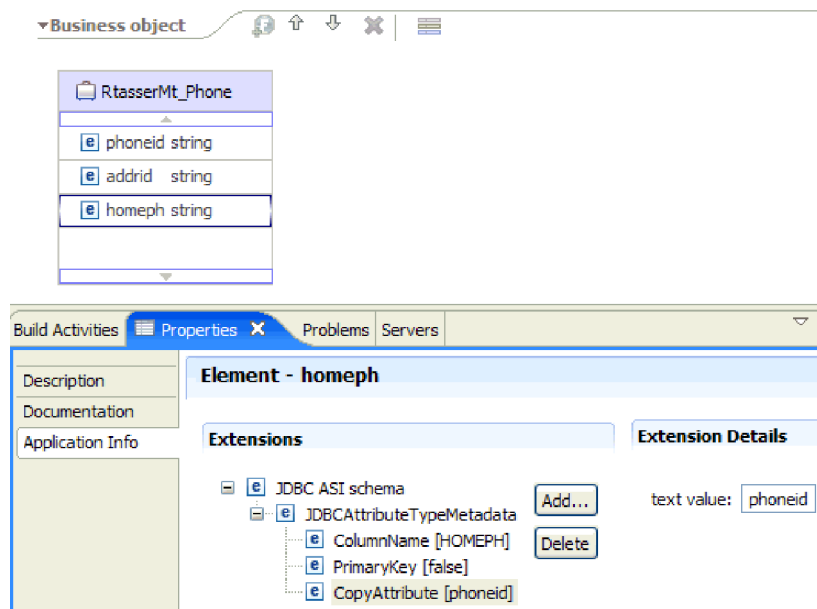 Business object
RtasserMt_Phone
e phoneid string
e addrid string
e homeph string
Build Activities Properties Problems Servers
Description
Documentation
Application Info
Element - homeph
Extensions
e JDBC ASI schema
e JDBCAttributeTypeMetadata
e ColumnName [HOMEPH]
e PrimaryKey [false]
e CopyAttribute [phoneid]
Add...
Delete
Extension Details
text value: phoneid